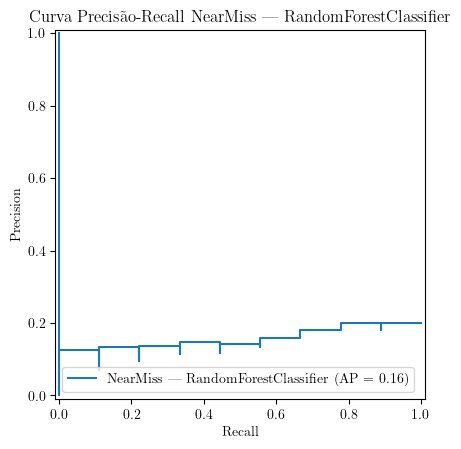 Curva Precisão-Recall NearMiss — RandomForestClassifier
1.0
0.8
0.6
0.4
0.2
0.0
Precision
NearMiss — RandomForestClassifier (AP = 0.16)
0.0 0.2 0.4 0.6 0.8 1.0
Recall